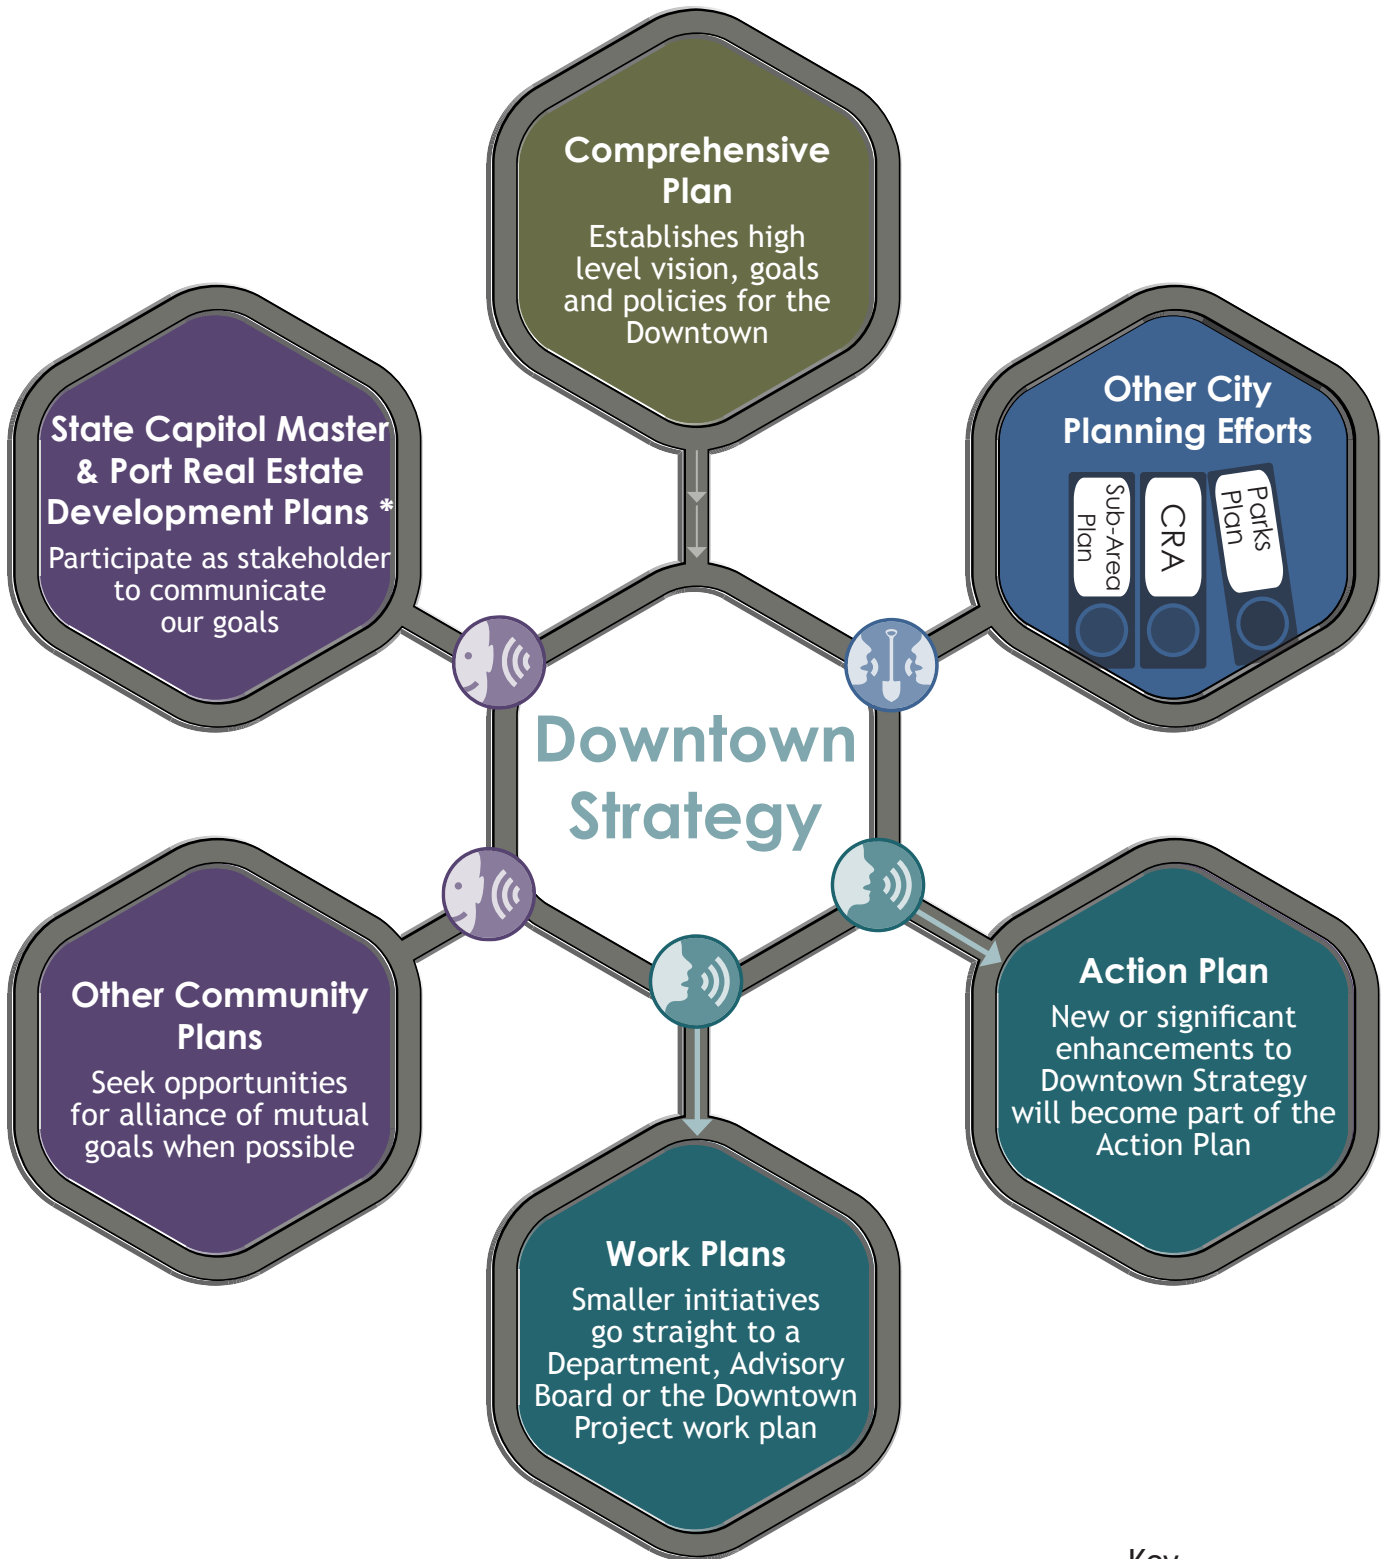 Comprehensive
Plan
Establishes high
level vision, goals
and policies for the
Downtown
State Capitol Master
& Port Real Estate
Development Plans *
Participate as stakeholder
to communicate
our goals
Other City
Planning Efforts
Sub-Area
Plan
CRA
Parks
Plan
Downtown
Strategy
Other Community
Plans
Seek opportunities
for alliance of mutual
goals when possible
Action Plan
New or significant
enhancements to
Downtown Strategy
will become part of the
Action Plan
Work Plans
Smaller initiatives
go straight to a
Department, Advisory
Board or the Downtown
Project work plan
Key